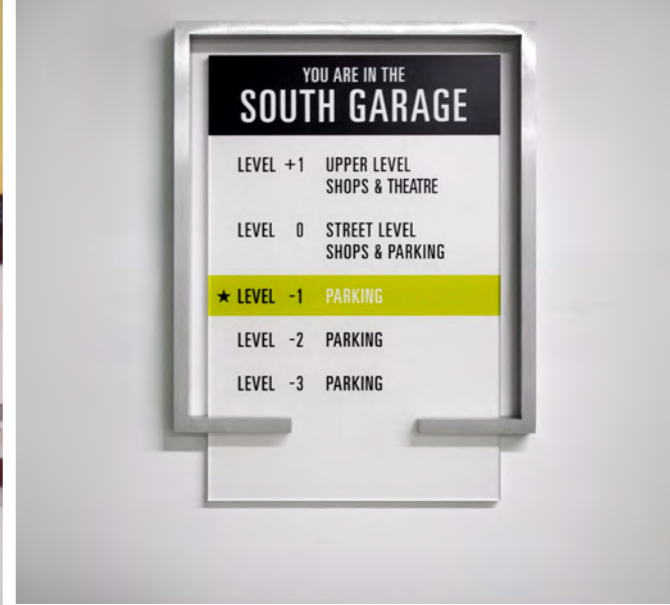 YOU ARE IN THE
SOUTH GARAGE
LEVEL +1 UPPER LEVEL
SHOPS & THEATRE
LEVEL 0 STREET LEVEL
SHOPS & PARKING
★ LEVEL -1 PARKING
LEVEL -2 PARKING
LEVEL -3 PARKING